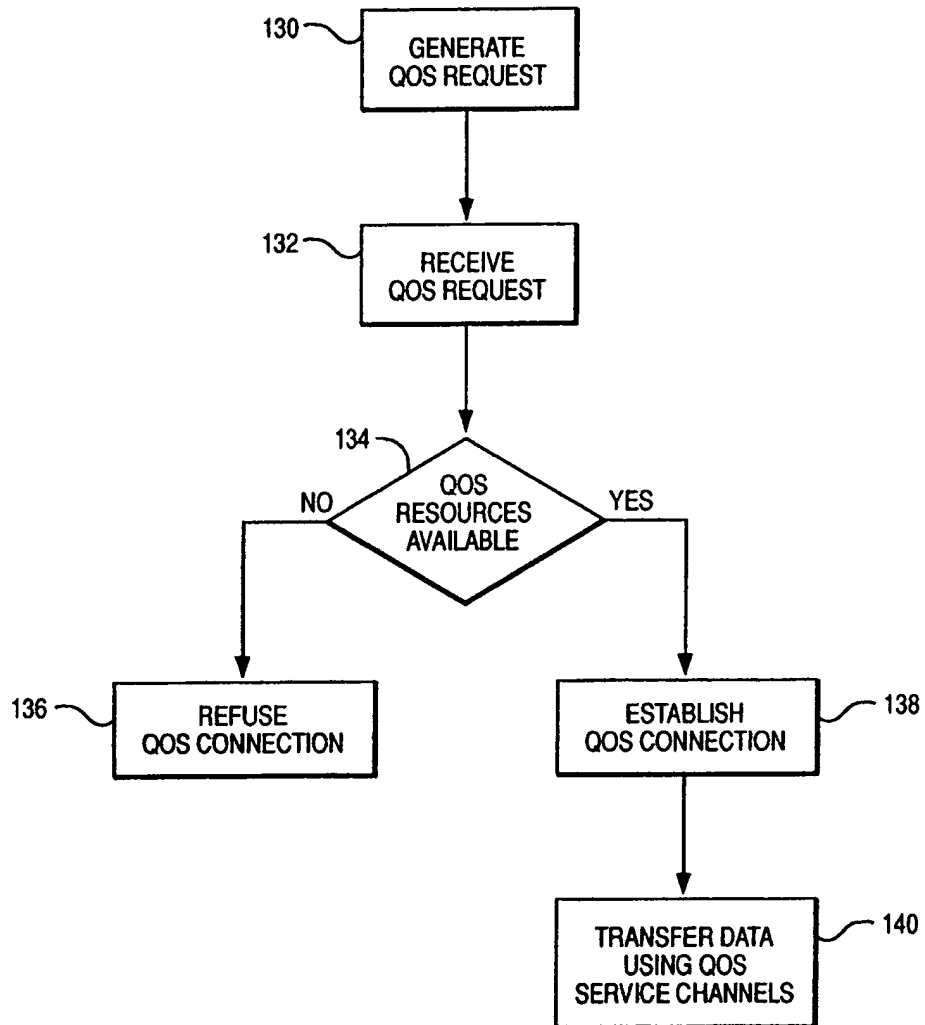 130
GENERATE
QOS REQUEST
132
RECEIVE
QOS REQUEST
134
QOS
RESOURCES
AVAILABLE
NO
YES
136
REFUSE
QOS CONNECTION
ESTABLISH
QOS CONNECTION
138
TRANSFER DATA
USING QOS
SERVICE CHANNELS
140